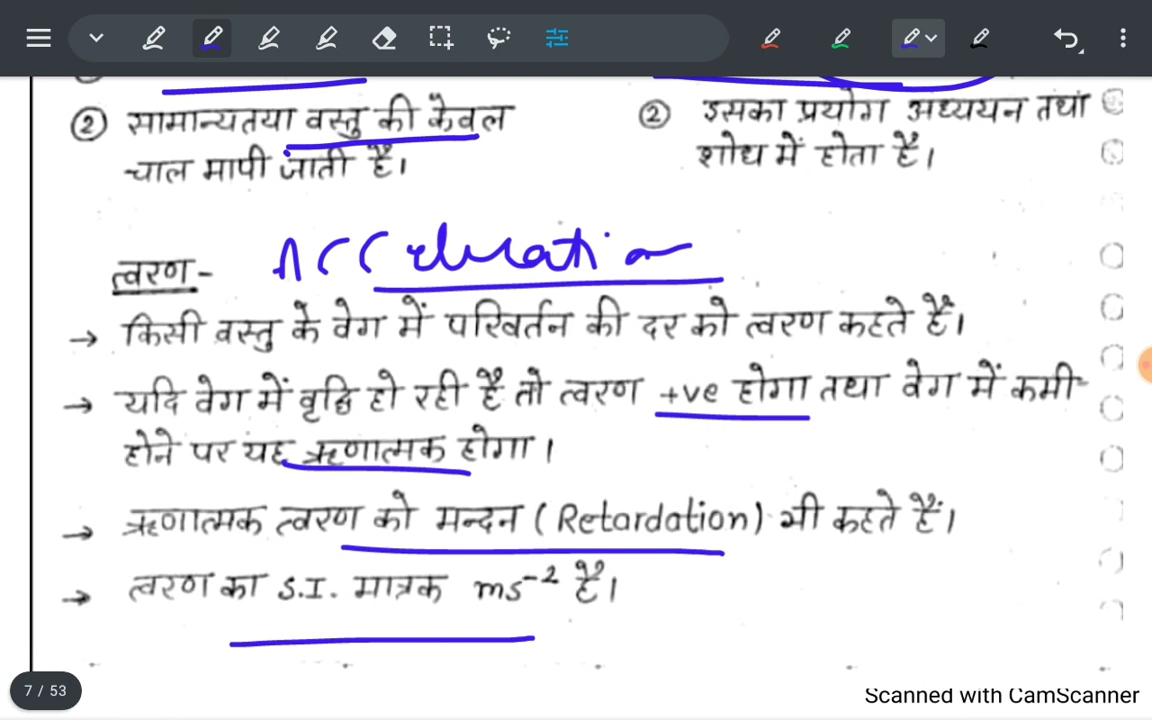 ② सामान्यतया वस्तु की केवल
चाल मापी जाती है।
② इसका प्रयोग अध्ययन तथा
शोध में होता है।
त्वरण - Acceleration
→ किसी वस्तु के वेग में परिवर्तन की दर को त्वरण कहते हैं।
→ यदि वेग में वृद्धि हो रही है तो त्वरण +ve होगा तथा वेग में कमी
होने पर यह ऋणात्मक होगा।
→ ऋणात्मक त्वरण को मन्दन (Retardation) भी कहते हैं।
→ त्वरण का S.I. मात्रक ms⁻² है।
7 / 53
Scanned with CamScanner